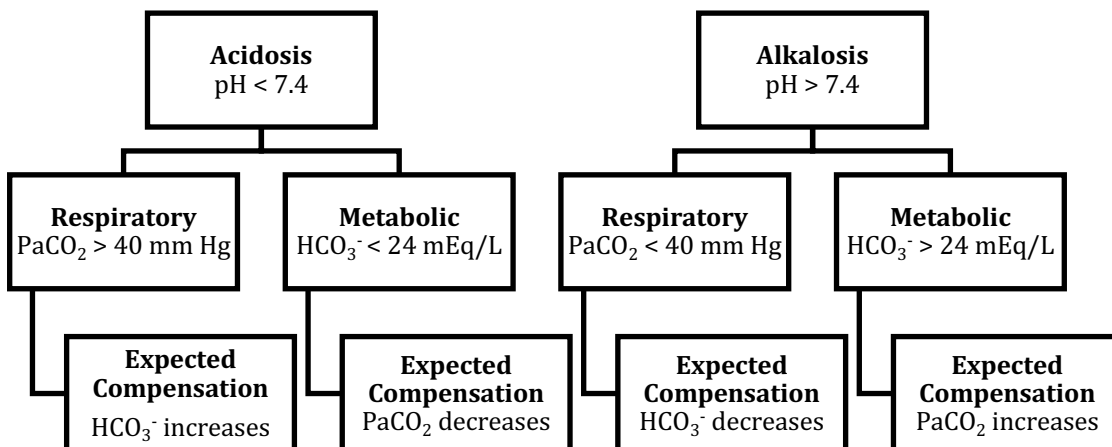 Acidosis
pH < 7.4
Alkalosis
pH > 7.4
Respiratory
PaCO₂ > 40 mm Hg
Metabolic
HCO₃⁻ < 24 mEq/L
Respiratory
PaCO₂ < 40 mm Hg
Metabolic
HCO₃⁻ > 24 mEq/L
Expected
Compensation
HCO₃⁻ increases
Expected
Compensation
PaCO₂ decreases
Expected
Compensation
HCO₃⁻ decreases
Expected
Compensation
PaCO₂ increases